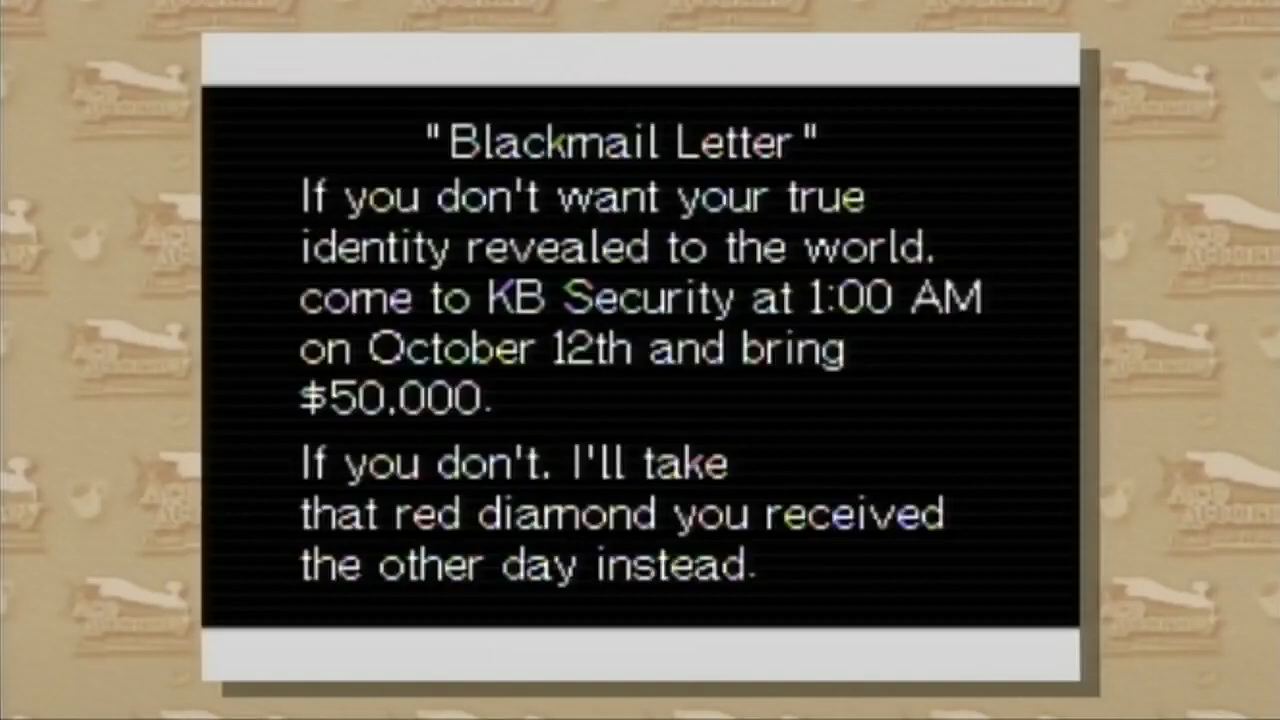 "Blackmail Letter"
If you don't want your true
identity revealed to the world.
come to KB Security at 1:00 AM
on October 12th and bring
$50.000.
If you don't. I'll take
that red diamond you received
the other day instead.